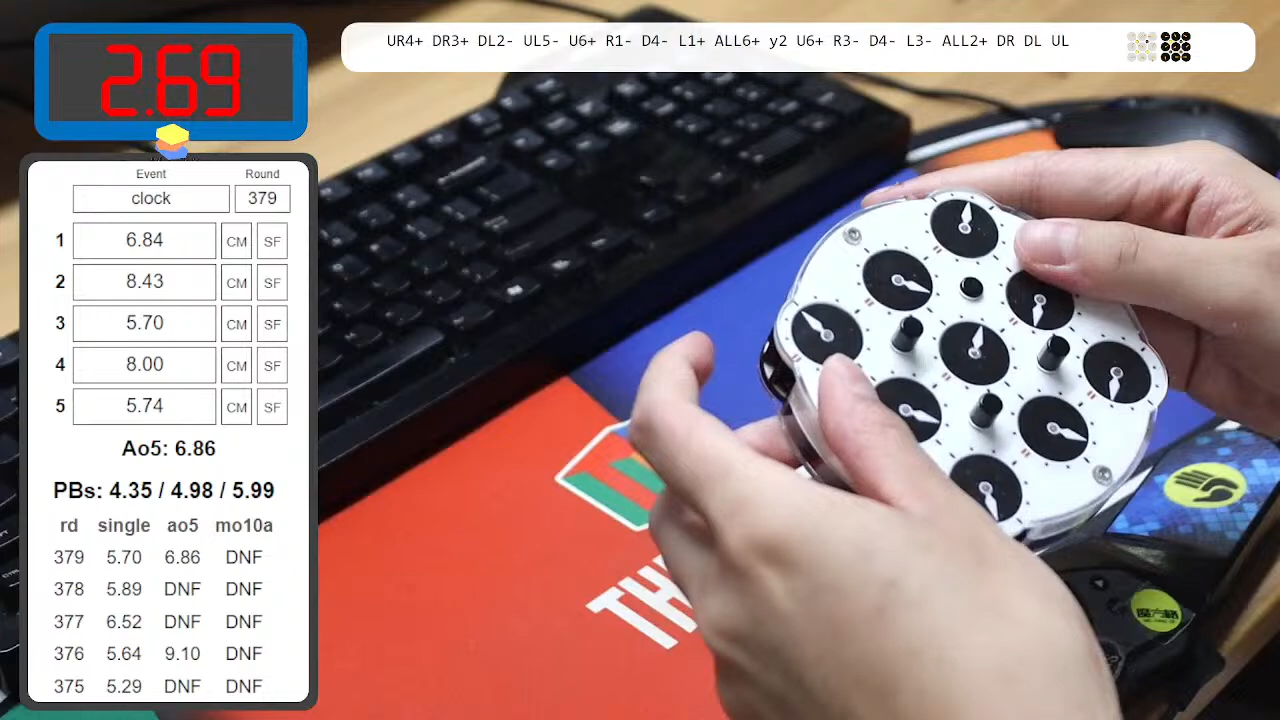 2.69
UR4+ DR3+ DL2- UL5- U6+ R1- D4- L1+ ALL6+ y2 U6+ R3- D4- L3- ALL2+ DR DL UL
Event Round
clock 379
1 6.84 CM SF
2 8.43 CM SF
3 5.70 CM SF
4 8.00 CM SF
5 5.74 CM SF
Ao5: 6.86
PBs: 4.35 / 4.98 / 5.99
rd single ao5 mo10a
379 5.70 6.86 DNF
378 5.89 DNF DNF
377 6.52 DNF DNF
376 5.64 9.10 DNF
375 5.29 DNF DNF
TH
魔方格